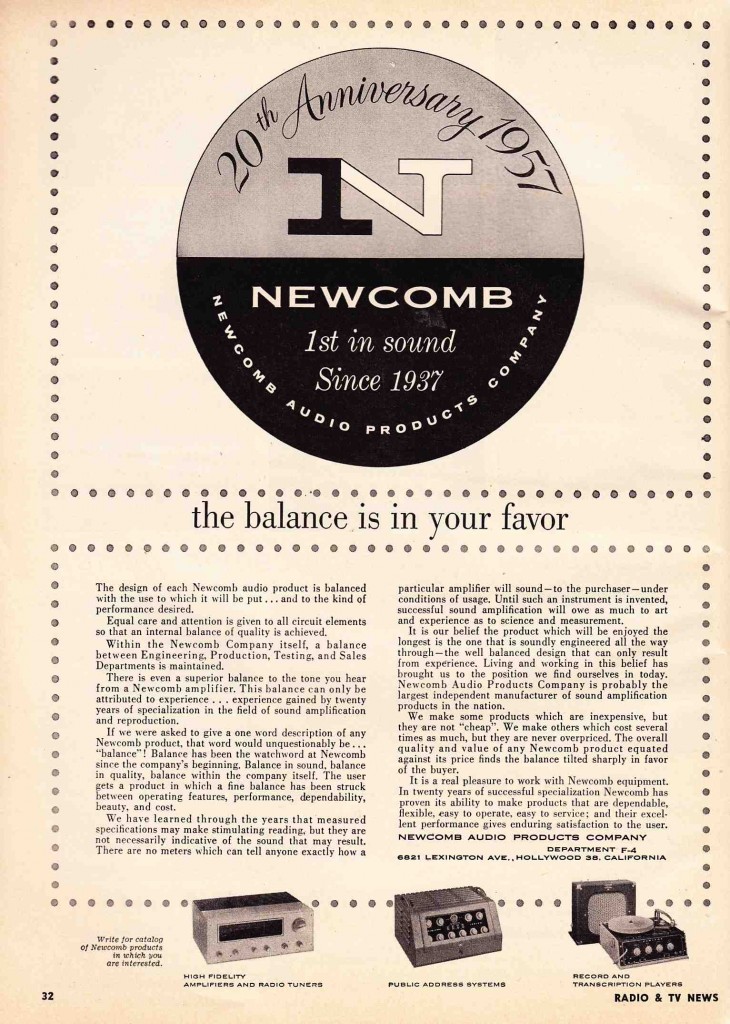 20th Anniversary 1957
N
NEWCOMB
1st in sound
Since 1937
NEWCOMB AUDIO PRODUCTS COMPANY
the balance is in your favor
The design of each Newcomb audio product is balanced
with the use to which it will be put . . . and to the kind of
performance desired.
Equal care and attention is given to all circuit elements
so that an internal balance of quality is achieved.
Within the Newcomb Company itself, a balance
between Engineering, Production, Testing, and Sales
Departments is maintained.
There is even a superior balance to the tone you hear
from a Newcomb amplifier. This balance can only be
attributed to experience . . . experience gained by twenty
years of specialization in the field of sound amplification
and reproduction.
If we were asked to give a one word description of any
Newcomb product, that word would unquestionably be . . .
"balance"! Balance has been the watchword at Newcomb
since the company's beginning. Balance in sound, balance
in quality, balance within the company itself. The user
gets a product in which a fine balance has been struck
between operating features, performance, dependability,
beauty, and cost.
We have learned through the years that measured
specifications may make stimulating reading, but they are
not necessarily indicative of the sound that may result.
There are no meters which can tell anyone exactly how a
particular amplifier will sound—to the purchaser—under
conditions of usage. Until such an instrument is invented,
successful sound amplification will owe as much to art
and experience as to science and measurement.
It is our belief the product which will be enjoyed the
longest is the one that is soundly engineered all the way
through—the well balanced design that can only result
from experience. Living and working in this belief has
brought us to the position we find ourselves in today.
Newcomb Audio Products Company is probably the
largest independent manufacturer of sound amplification
products in the nation.
We make some products which are inexpensive, but
they are not "cheap". We make others which cost several
times as much, but they are never overpriced. The overall
quality and value of any Newcomb product equated
against its price finds the balance tilted sharply in favor
of the buyer.
It is a real pleasure to work with Newcomb equipment.
In twenty years of successful specialization Newcomb has
proven its ability to make products that are dependable,
flexible, easy to operate, easy to service; and their excel-
lent performance gives enduring satisfaction to the user.
NEWCOMB AUDIO PRODUCTS COMPANY
DEPARTMENT F-4
6821 LEXINGTON AVE., HOLLYWOOD 38, CALIFORNIA
Write for catalog
of Newcomb products
in which you
are interested.
HIGH FIDELITY
AMPLIFIERS AND RADIO TUNERS
PUBLIC ADDRESS SYSTEMS
RECORD AND
TRANSCRIPTION PLAYERS
32
RADIO & TV NEWS